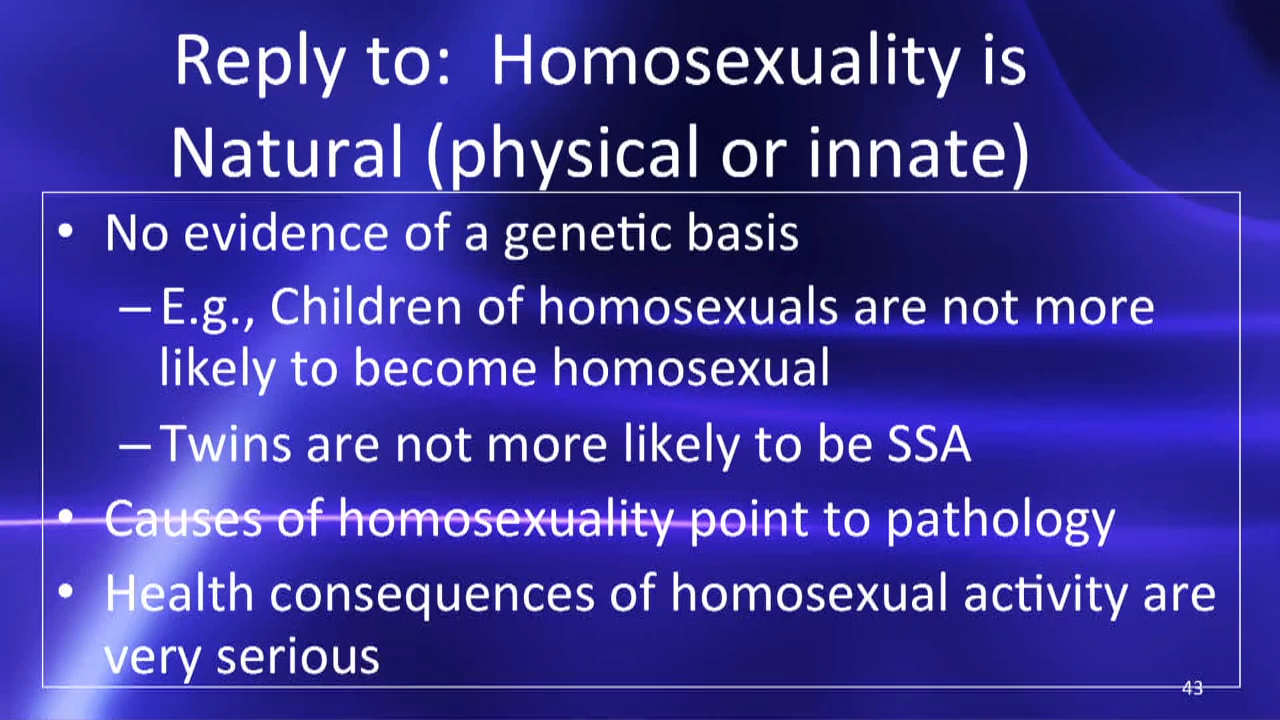 Reply to:  Homosexuality is
Natural (physical or innate)
• No evidence of a genetic basis
– E.g., Children of homosexuals are not more
likely to become homosexual
– Twins are not more likely to be SSA
• Causes of homosexuality point to pathology
• Health consequences of homosexual activity are
very serious
43